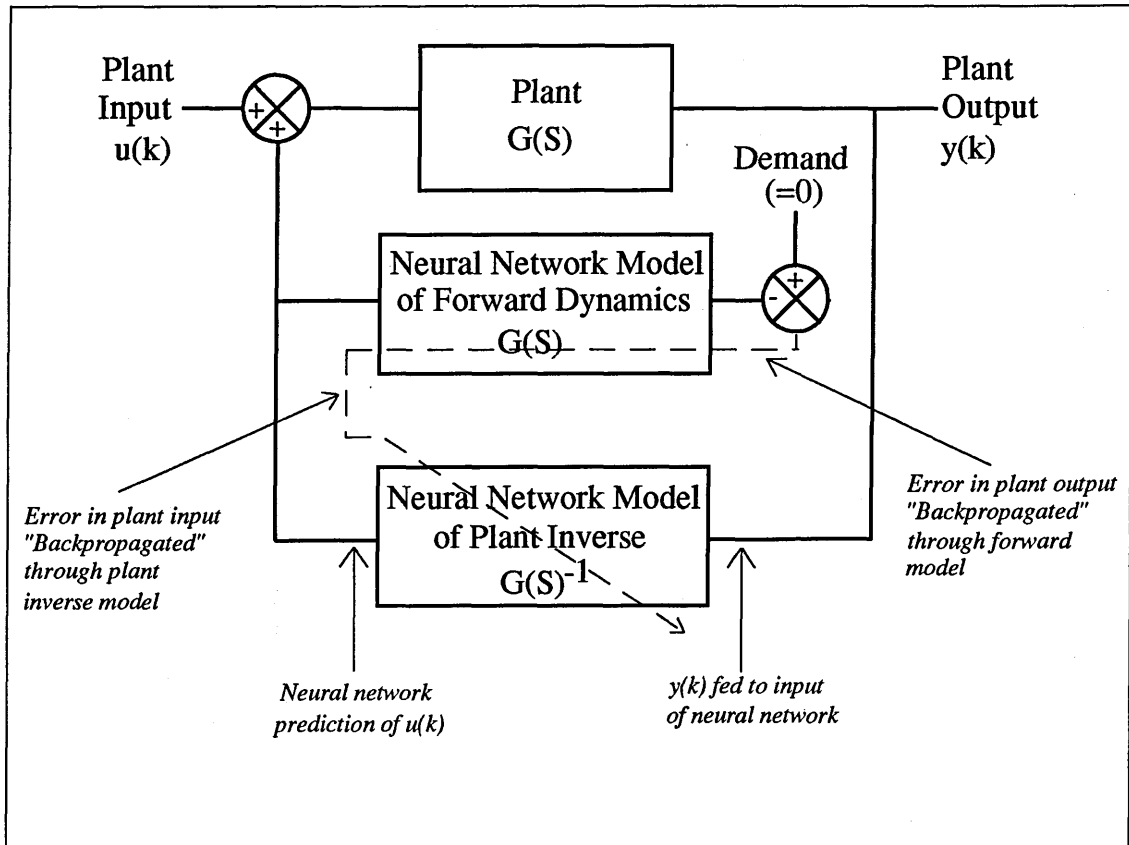 Plant
Input
u(k)
+
+
Plant
G(S)
Plant
Output
y(k)
Demand
(=0)
Neural Network Model
of Forward Dynamics
G(S)
-
+
Error in plant input
"Backpropagated"
through plant
inverse model
Neural Network Model
of Plant Inverse
G(S)-1
Error in plant output
"Backpropagated"
through forward
model
Neural network
prediction of u(k)
y(k) fed to input
of neural network